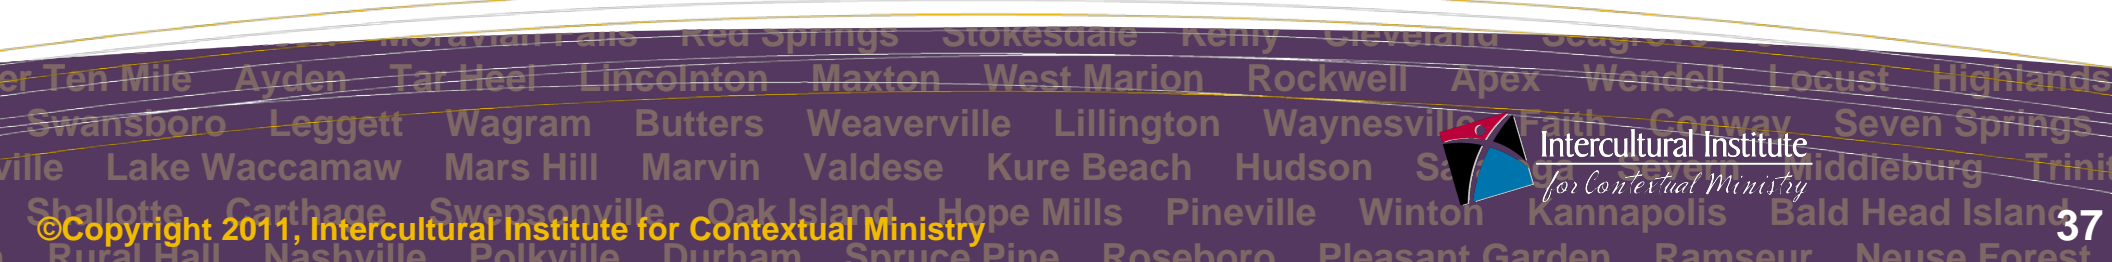 Moravian Falls Red Springs Stokesdale Kenly Cleveland Seagrove
er Ten Mile Ayden Tar Heel Lincolnton Maxton West Marion Rockwell Apex Wendell Locust Highlands
Swansboro Leggett Wagram Butters Weaverville Lillington Waynesville Faith Conway Seven Springs
Intercultural Institute
ville Lake Waccamaw Mars Hill Marvin Valdese Kure Beach Hudson Severn Middleburg Trinit
for Contextual Ministry
Shallotte Carthage Swepsonville Oak Island Hope Mills Pineville Winton Kannapolis Bald Head Island
©Copyright 2011, Intercultural Institute for Contextual Ministry
37
Rural Hall Nashville Polkville Durham Spruce Pine Roseboro Pleasant Garden Ramseur Neuse Forest